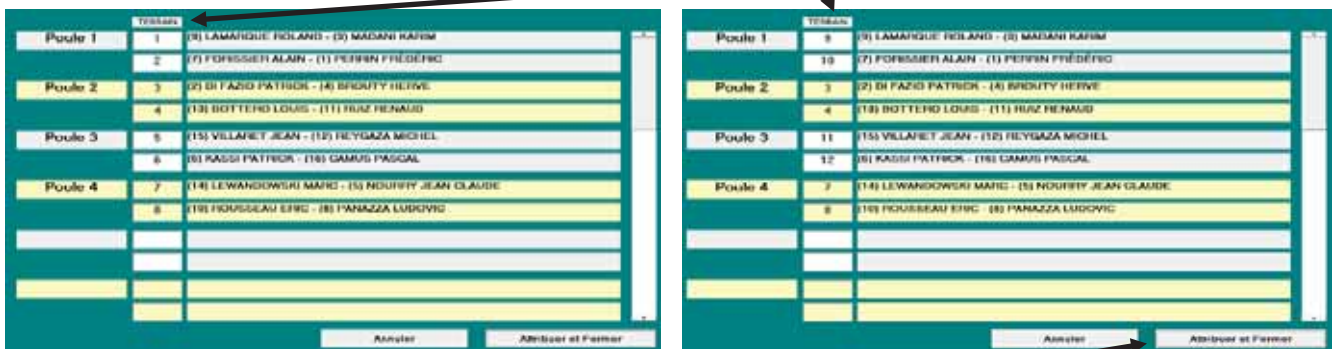 TERRAIN
Poule 1 1 (9) LAMARQUE ROLAND - (3) MADANI KARIM
2 (7) FORISSIER ALAIN - (1) PERRIN FRÉDÉRIC
Poule 2 3 (2) DI FAZIO PATRICK - (4) BROUTY HERVE
4 (13) BOTTERO LOUIS - (11) RUIZ RENAUD
Poule 3 5 (15) VILLARET JEAN - (12) REYGAZA MICHEL
6 (6) KASSI PATRICK - (16) CAMUS PASCAL
Poule 4 7 (14) LEWANDOWSKI MARC - (5) NOURRY JEAN CLAUDE
8 (10) ROUSSEAU ERIC - (8) PANAZZA LUDOVIC
Annuler Attribuer et Fermer
TERRAIN
Poule 1 9 (9) LAMARQUE ROLAND - (3) MADANI KARIM
10 (7) FORISSIER ALAIN - (1) PERRIN FRÉDÉRIC
Poule 2 3 (2) DI FAZIO PATRICK - (4) BROUTY HERVE
4 (13) BOTTERO LOUIS - (11) RUIZ RENAUD
Poule 3 11 (15) VILLARET JEAN - (12) REYGAZA MICHEL
12 (6) KASSI PATRICK - (16) CAMUS PASCAL
Poule 4 7 (14) LEWANDOWSKI MARC - (5) NOURRY JEAN CLAUDE
8 (10) ROUSSEAU ERIC - (8) PANAZZA LUDOVIC
Annuler Attribuer et Fermer